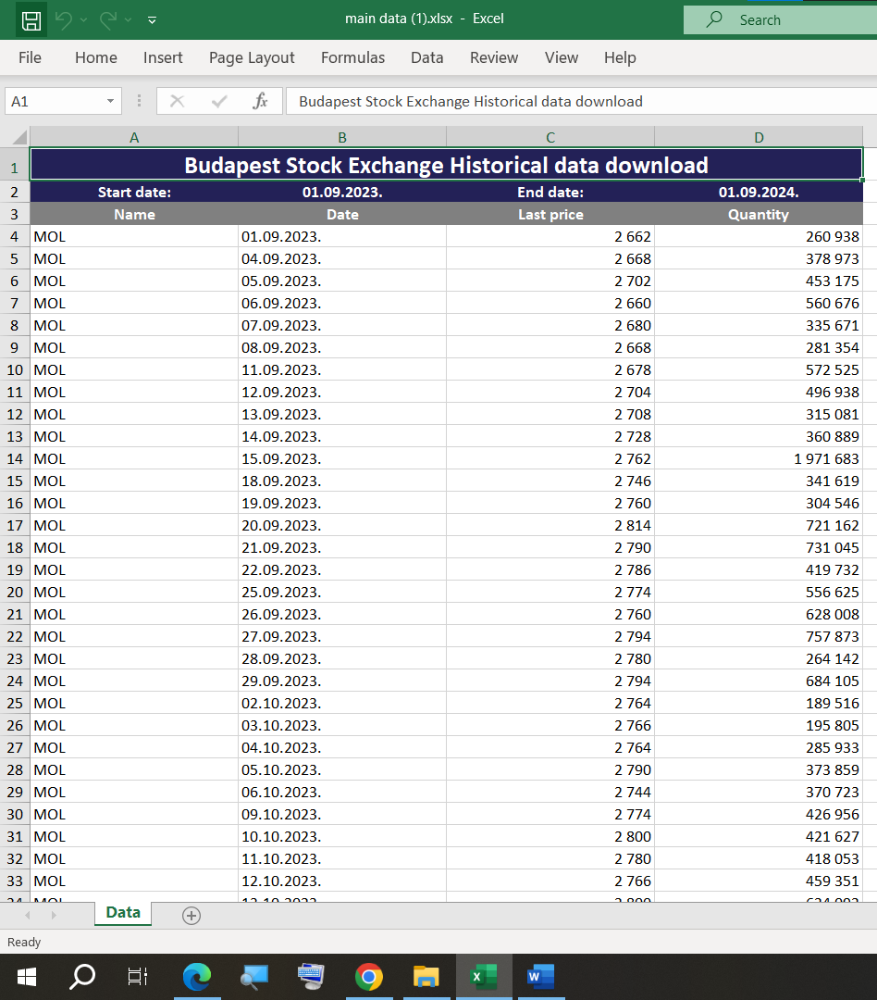 main data (1).xlsx - Excel
Search
File Home Insert Page Layout Formulas Data Review View Help
A1 fx Budapest Stock Exchange Historical data download
A B C D
1 Budapest Stock Exchange Historical data download
2 Start date: 01.09.2023. End date: 01.09.2024.
3 Name Date Last price Quantity
4 MOL 01.09.2023. 2 662 260 938
5 MOL 04.09.2023. 2 668 378 973
6 MOL 05.09.2023. 2 702 453 175
7 MOL 06.09.2023. 2 660 560 676
8 MOL 07.09.2023. 2 680 335 671
9 MOL 08.09.2023. 2 668 281 354
10 MOL 11.09.2023. 2 678 572 525
11 MOL 12.09.2023. 2 704 496 938
12 MOL 13.09.2023. 2 708 315 081
13 MOL 14.09.2023. 2 728 360 889
14 MOL 15.09.2023. 2 762 1 971 683
15 MOL 18.09.2023. 2 746 341 619
16 MOL 19.09.2023. 2 760 304 546
17 MOL 20.09.2023. 2 814 721 162
18 MOL 21.09.2023. 2 790 731 045
19 MOL 22.09.2023. 2 786 419 732
20 MOL 25.09.2023. 2 774 556 625
21 MOL 26.09.2023. 2 760 628 008
22 MOL 27.09.2023. 2 794 757 873
23 MOL 28.09.2023. 2 780 264 142
24 MOL 29.09.2023. 2 794 684 105
25 MOL 02.10.2023. 2 764 189 516
26 MOL 03.10.2023. 2 766 195 805
27 MOL 04.10.2023. 2 764 285 933
28 MOL 05.10.2023. 2 790 373 859
29 MOL 06.10.2023. 2 744 370 723
30 MOL 09.10.2023. 2 774 426 956
31 MOL 10.10.2023. 2 800 421 627
32 MOL 11.10.2023. 2 780 418 053
33 MOL 12.10.2023. 2 766 459 351
Data
Ready